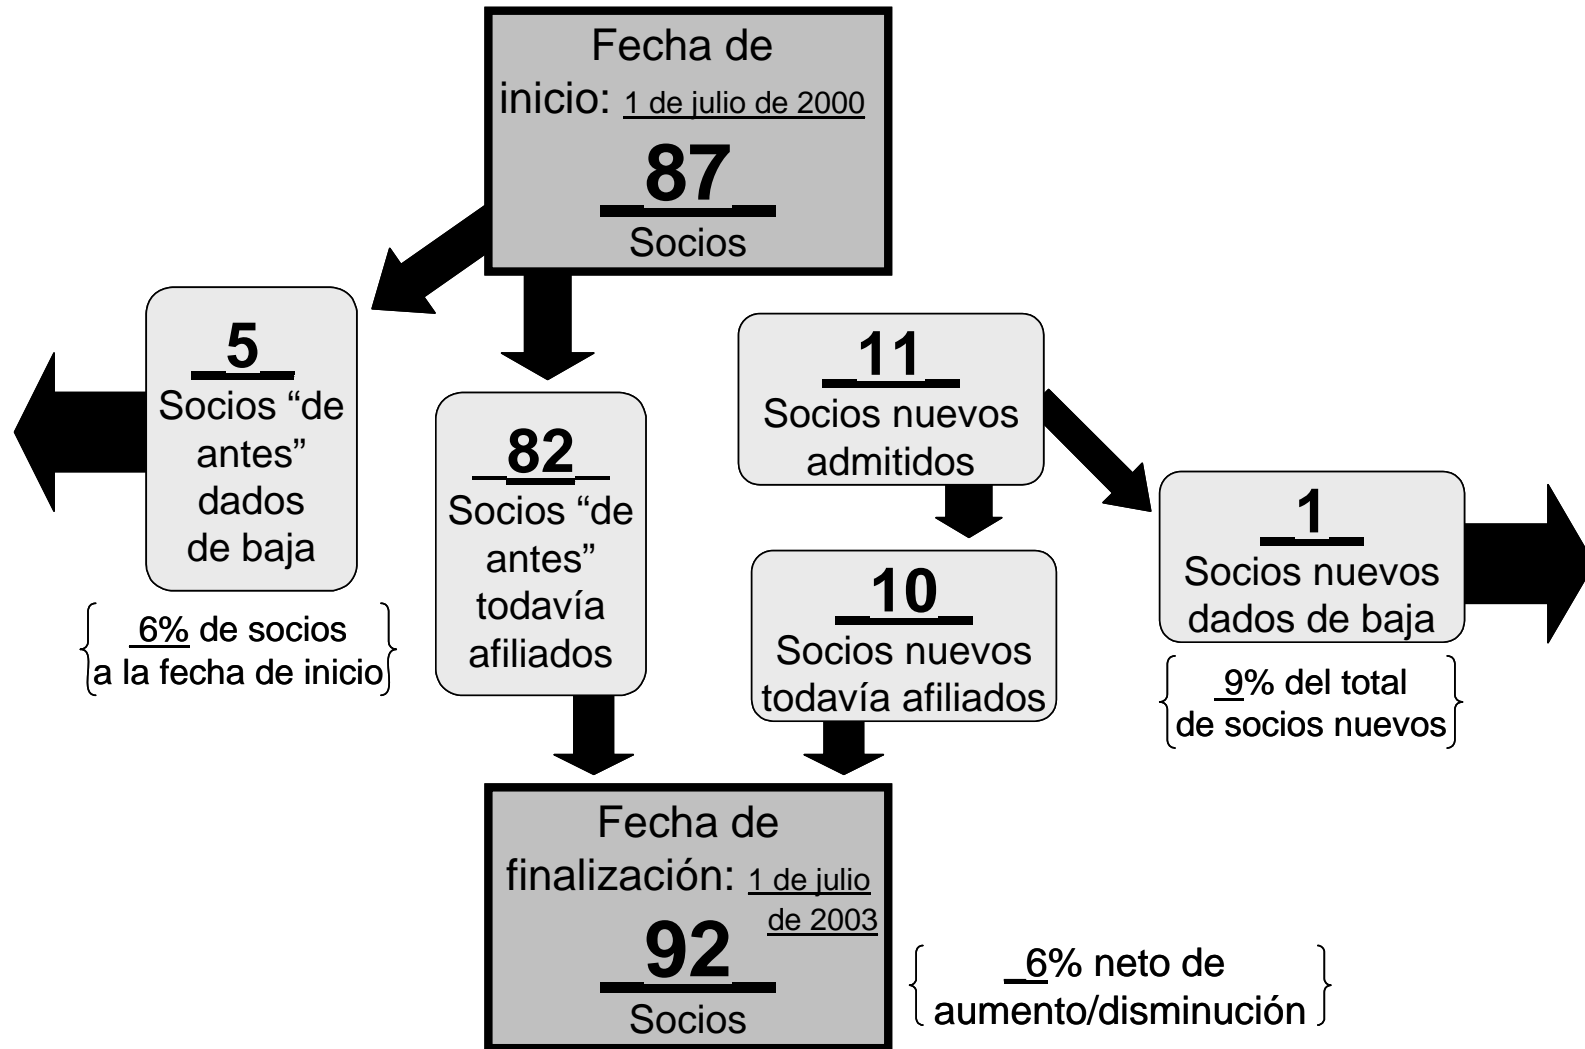 Fecha de
inicio: 1 de julio de 2000
87
Socios
5
Socios “de
antes”
dados
de baja
6% de socios
a la fecha de inicio
82
Socios “de
antes”
todavía
afiliados
11
Socios nuevos
admitidos
10
Socios nuevos
todavía afiliados
1
Socios nuevos
dados de baja
9% del total
de socios nuevos
Fecha de
finalización: 1 de julio
de 2003
92
Socios
6% neto de
aumento/disminución